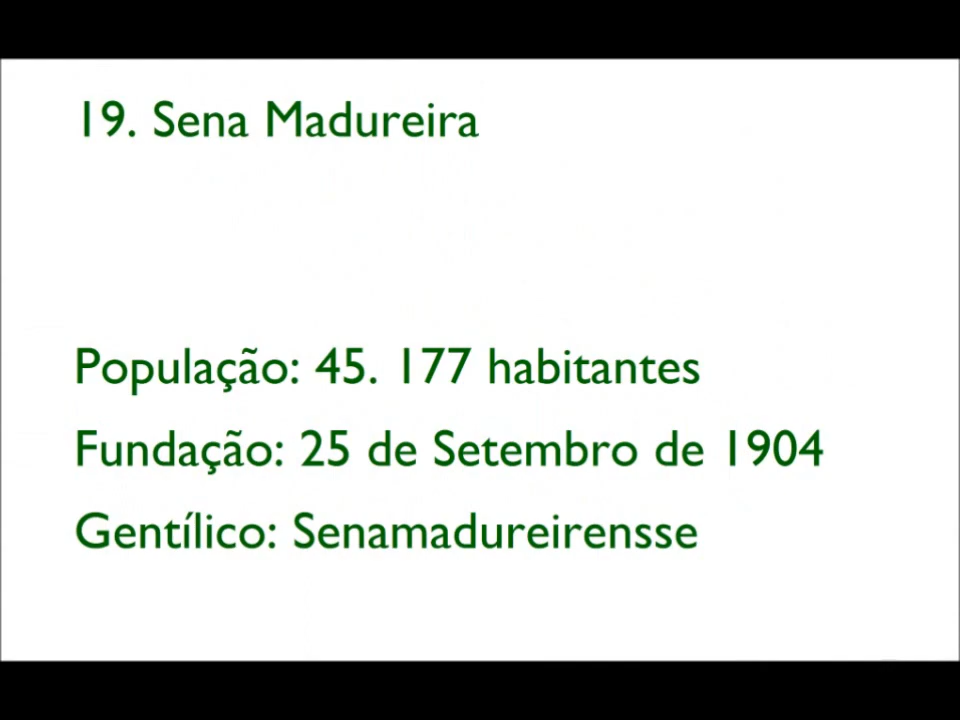 19. Sena Madureira
População: 45. 177 habitantes
Fundação: 25 de Setembro de 1904
Gentílico: Senamadureirensse